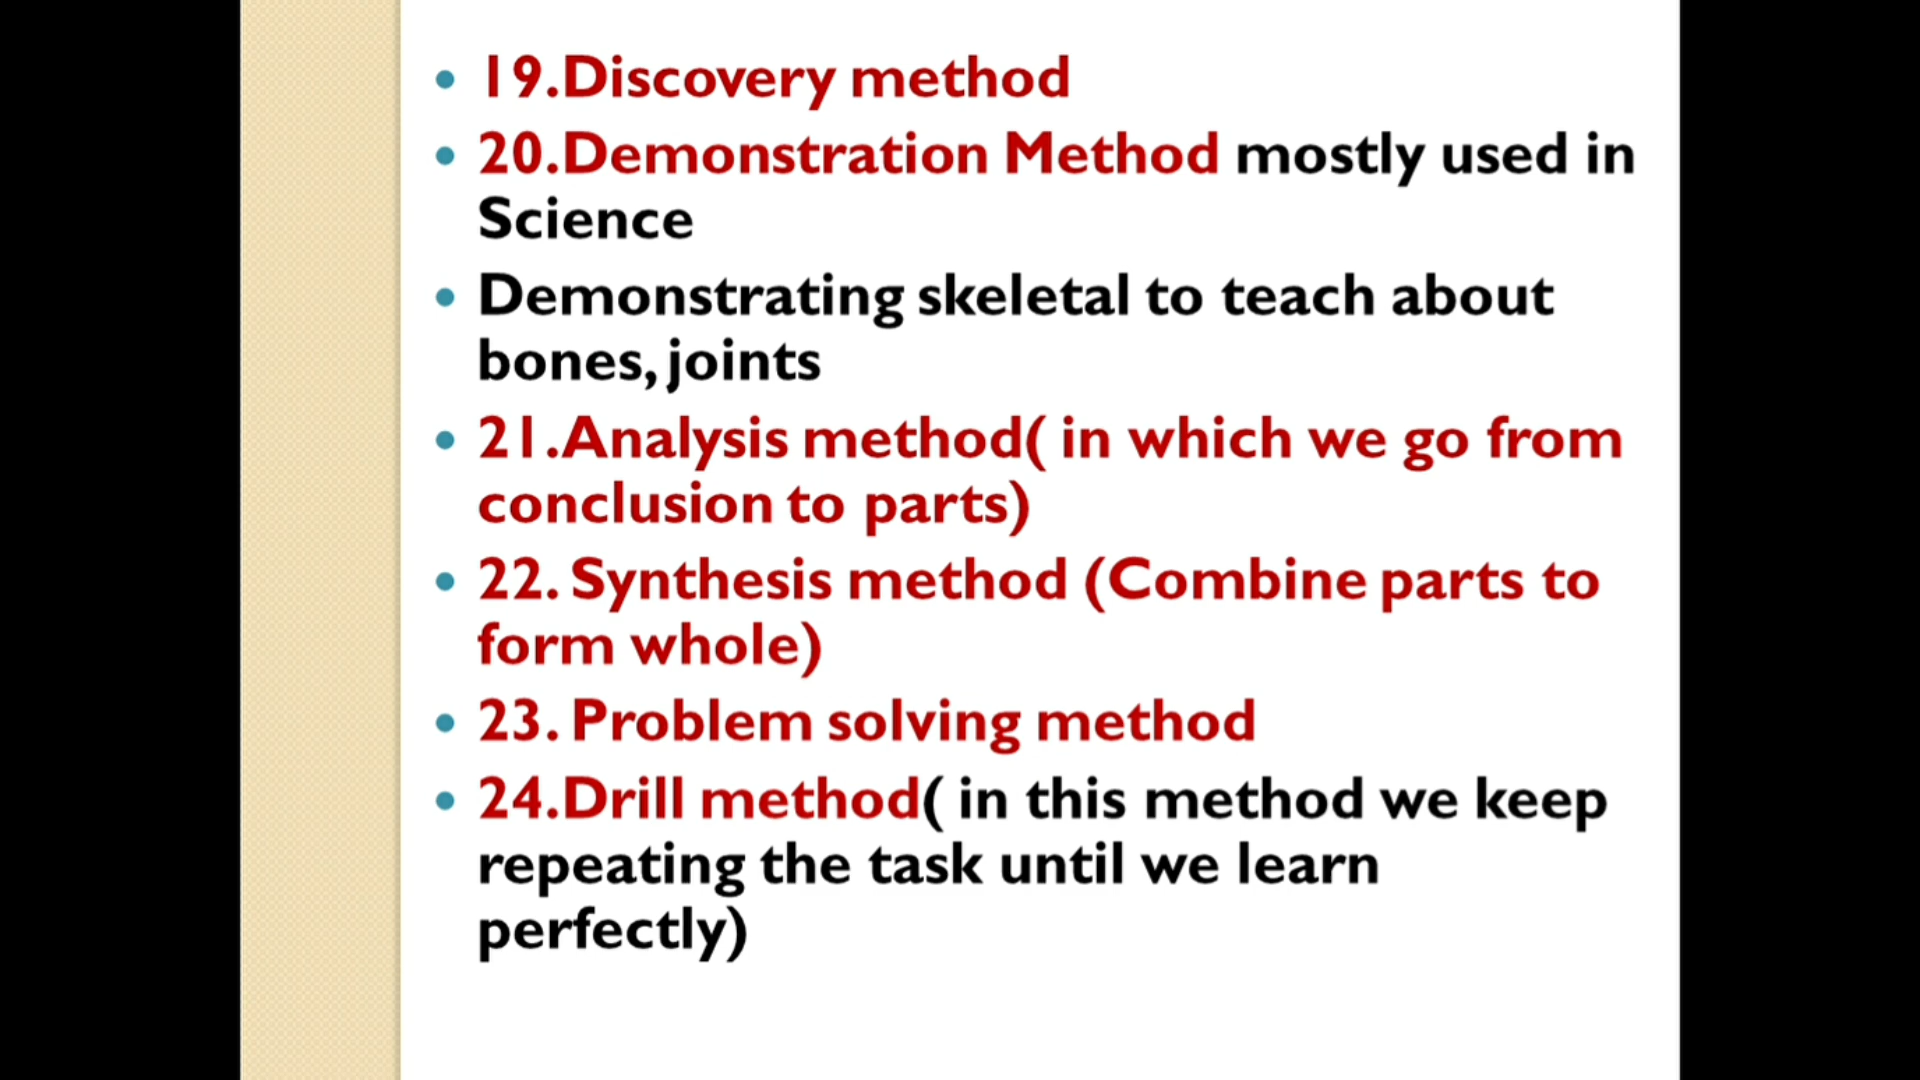 • 19.Discovery method
• 20.Demonstration Method mostly used in
Science
• Demonstrating skeletal to teach about
bones, joints
• 21.Analysis method( in which we go from
conclusion to parts)
• 22. Synthesis method (Combine parts to
form whole)
• 23. Problem solving method
• 24.Drill method( in this method we keep
repeating the task until we learn
perfectly)